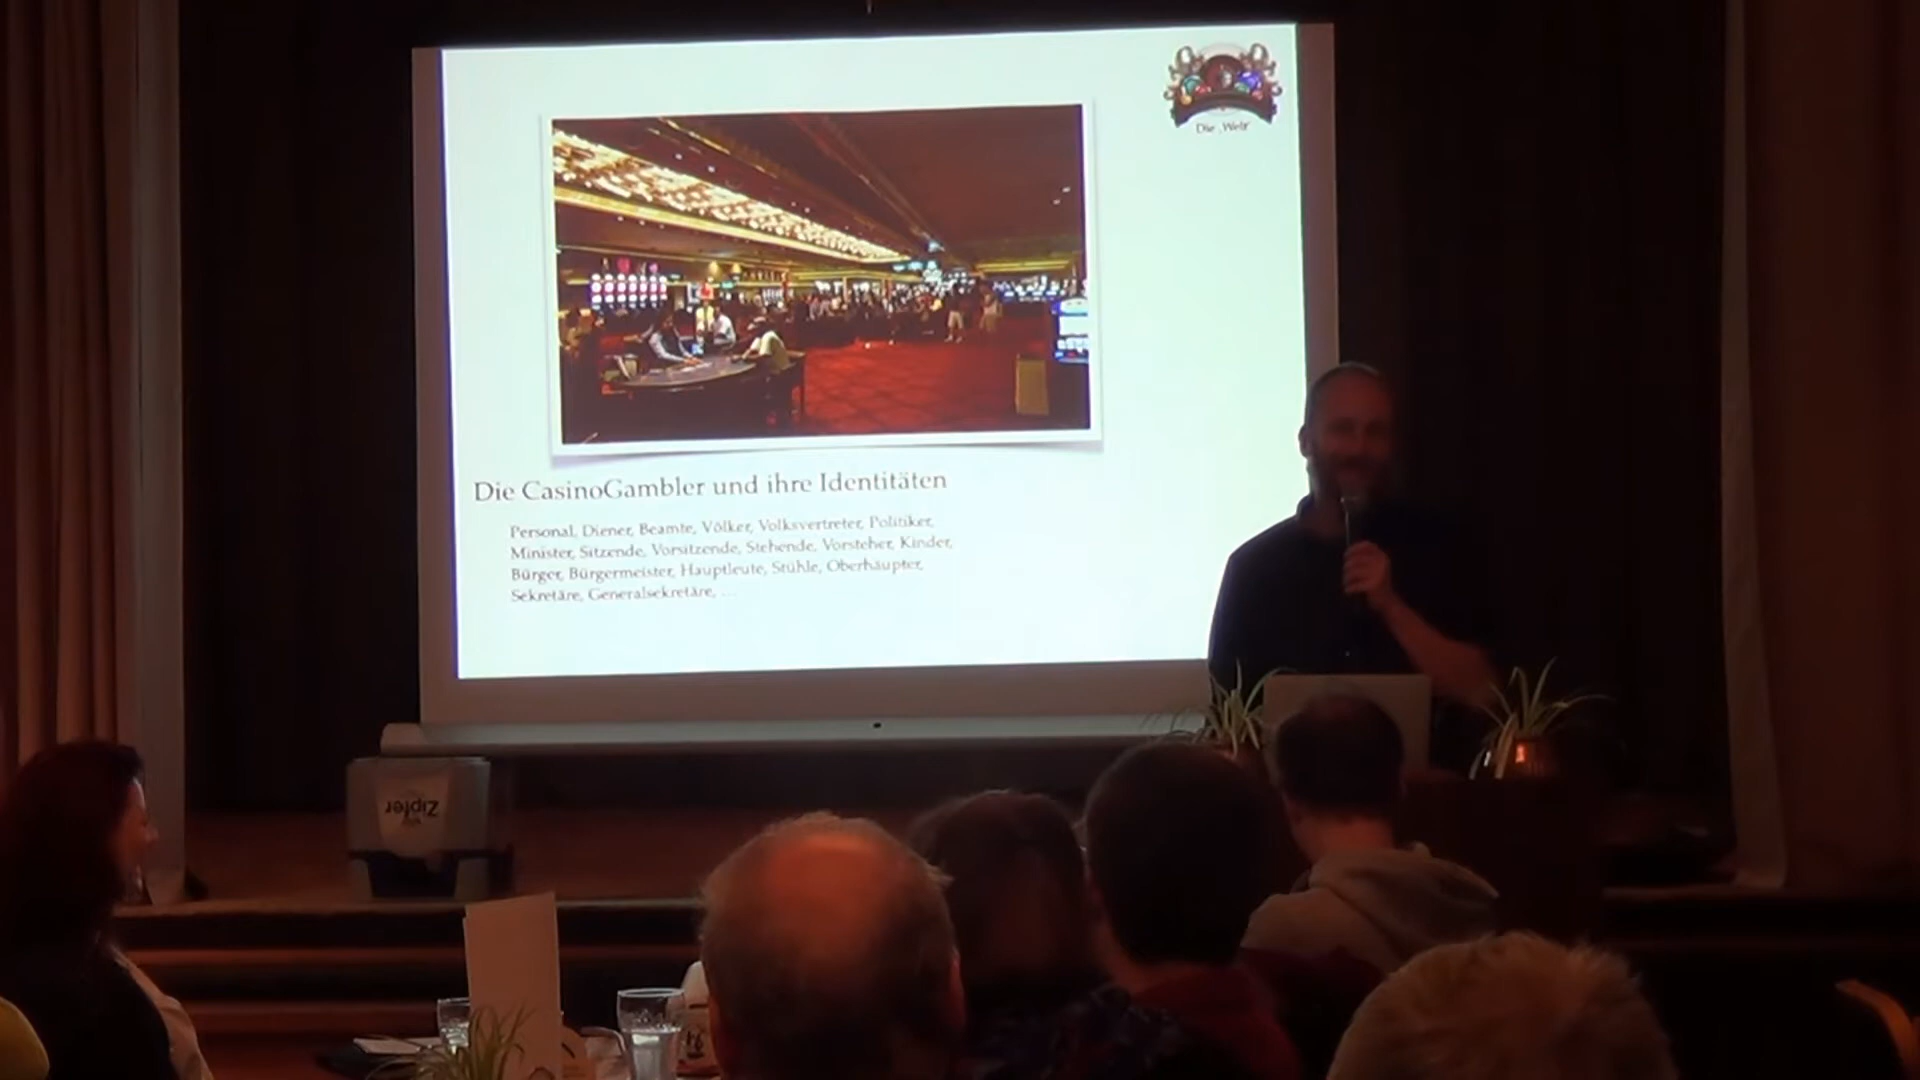 Die „Welt“
Die CasinoGambler und ihre Identitäten
Personal, Diener, Beamte, Völker, Volksvertreter, Politiker,
Minister, Sitzende, Vorsitzende, Stehende, Vorsteher, Kinder,
Bürger, Bürgermeister, Hauptleute, Stühle, Oberhäupter,
Sekretäre, Generalsekretäre, …
Zipfer